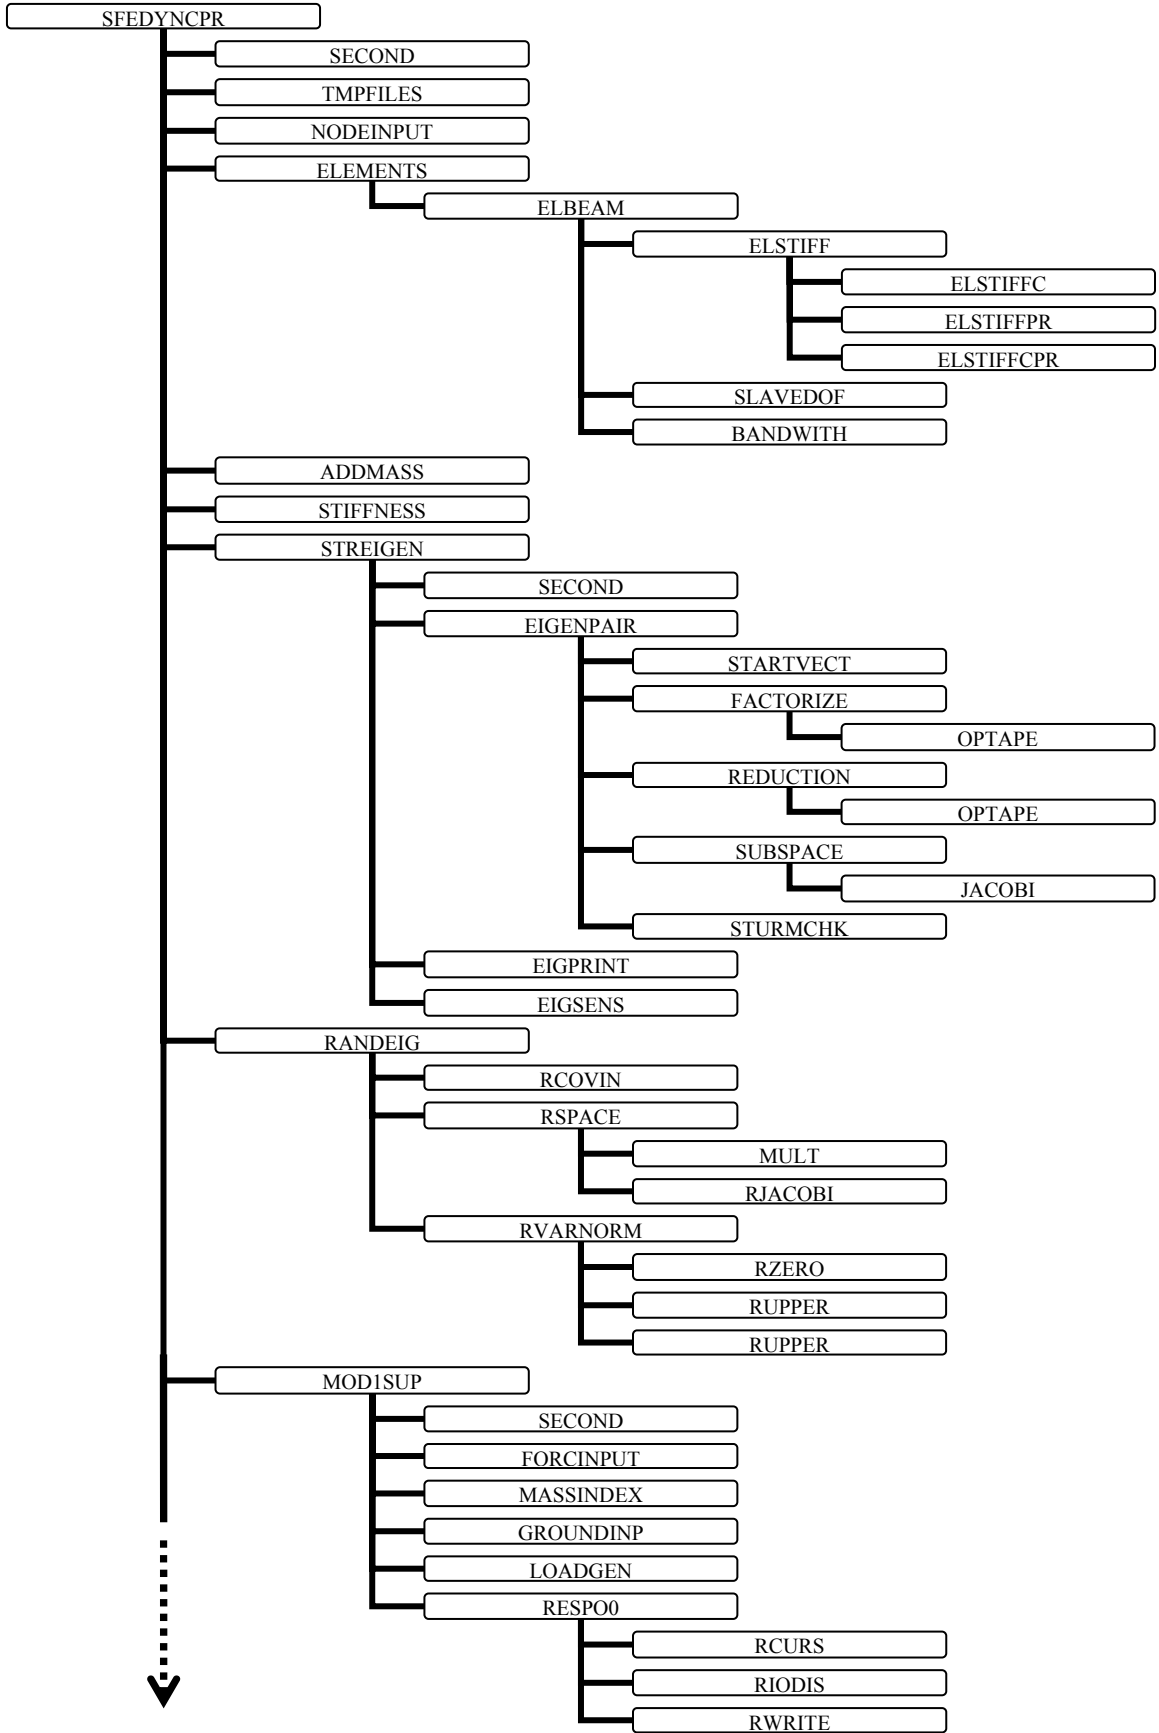 SFEDYNCPR
SECOND
TMPFILES
NODEINPUT
ELEMENTS
ELBEAM
ELSTIFF
ELSTIFFC
ELSTIFFPR
ELSTIFFCPR
SLAVEDOF
BANDWITH
ADDMASS
STIFFNESS
STREIGEN
SECOND
EIGENPAIR
STARTVECT
FACTORIZE
OPTAPE
REDUCTION
OPTAPE
SUBSPACE
JACOBI
STURMCHK
EIGPRINT
EIGSENS
RANDEIG
RCOVIN
RSPACE
MULT
RJACOBI
RVARNORM
RZERO
RUPPER
RUPPER
MOD1SUP
SECOND
FORCINPUT
MASSINDEX
GROUNDINP
LOADGEN
RESPO0
RCURS
RIODIS
RWRITE